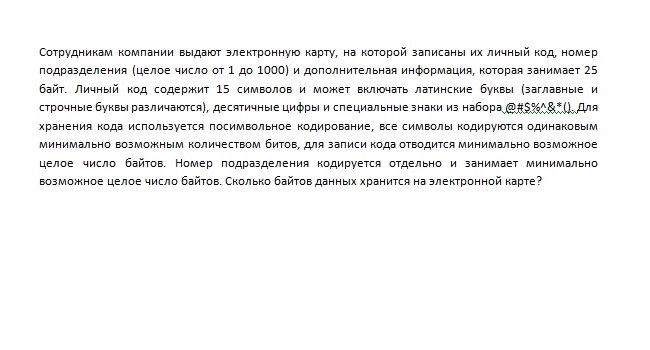 Сотрудникам компании выдают электронную карту, на которой записаны их личный код, номер
подразделения (целое число от 1 до 1000) и дополнительная информация, которая занимает 25
байт. Личный код содержит 15 символов и может включать латинские буквы (заглавные и
строчные буквы различаются), десятичные цифры и специальные знаки из набора @#$%^&*(). Для
хранения кода используется посимвольное кодирование, все символы кодируются одинаковым
минимально возможным количеством битов, для записи кода отводится минимально возможное
целое число байтов. Номер подразделения кодируется отдельно и занимает минимально
возможное целое число байтов. Сколько байтов данных хранится на электронной карте?